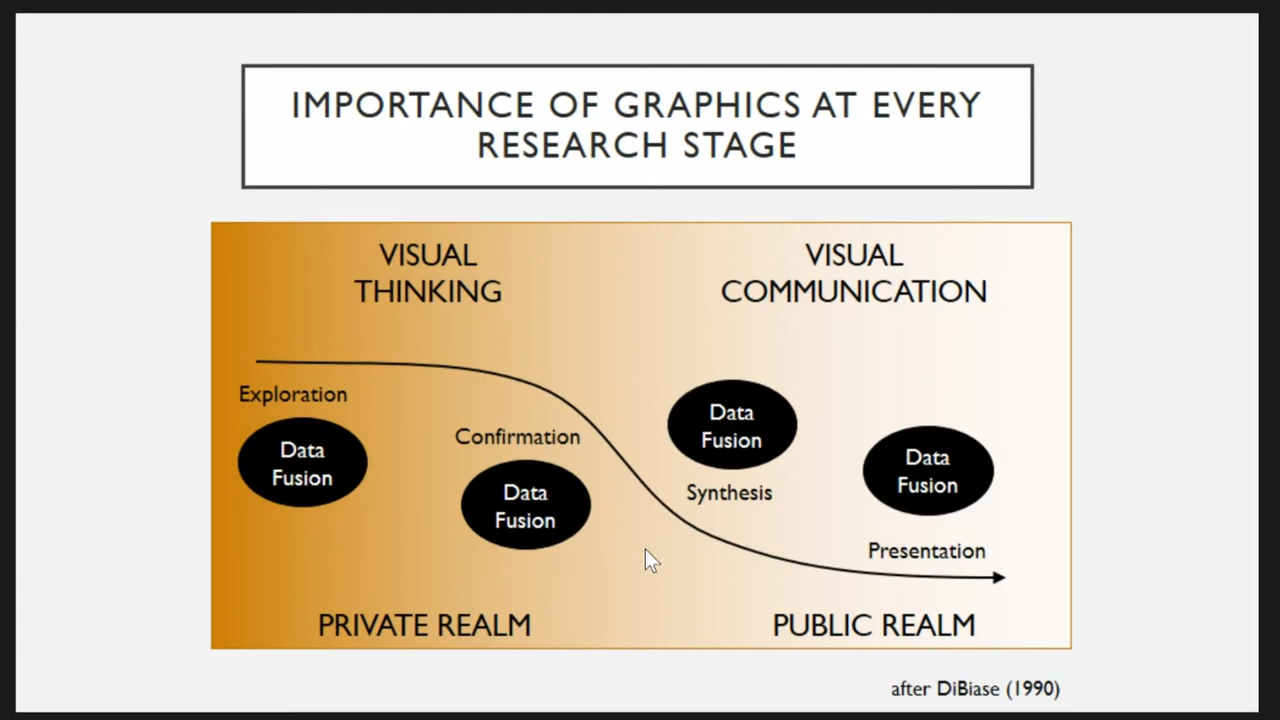 IMPORTANCE OF GRAPHICS AT EVERY
RESEARCH STAGE
VISUAL
THINKING
VISUAL
COMMUNICATION
Exploration
Data
Fusion
Confirmation
Data
Fusion
Data
Fusion
Synthesis
Data
Fusion
Presentation
PRIVATE REALM
PUBLIC REALM
after DiBiase (1990)